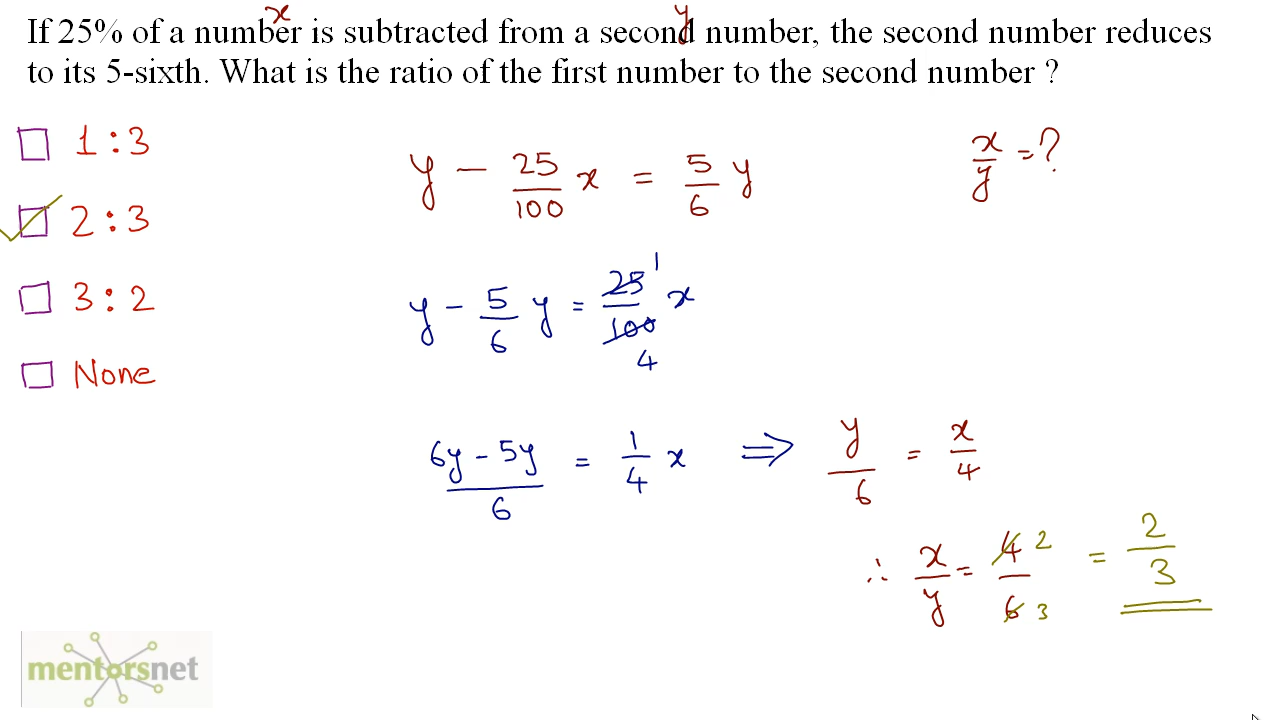 x y
If 25% of a number is subtracted from a second number, the second number reduces
to its 5-sixth. What is the ratio of the first number to the second number ?
1 : 3
2 : 3
3 : 2
None
y - 25/100 x = 5/6 y
x/y = ?
y - 5/6 y = 25/100 x
1
4
6y - 5y/6 = 1/4 x ⇒ y/6 = x/4
∴ x/y = 4/6 = 2/3
2
3
mentorsnet